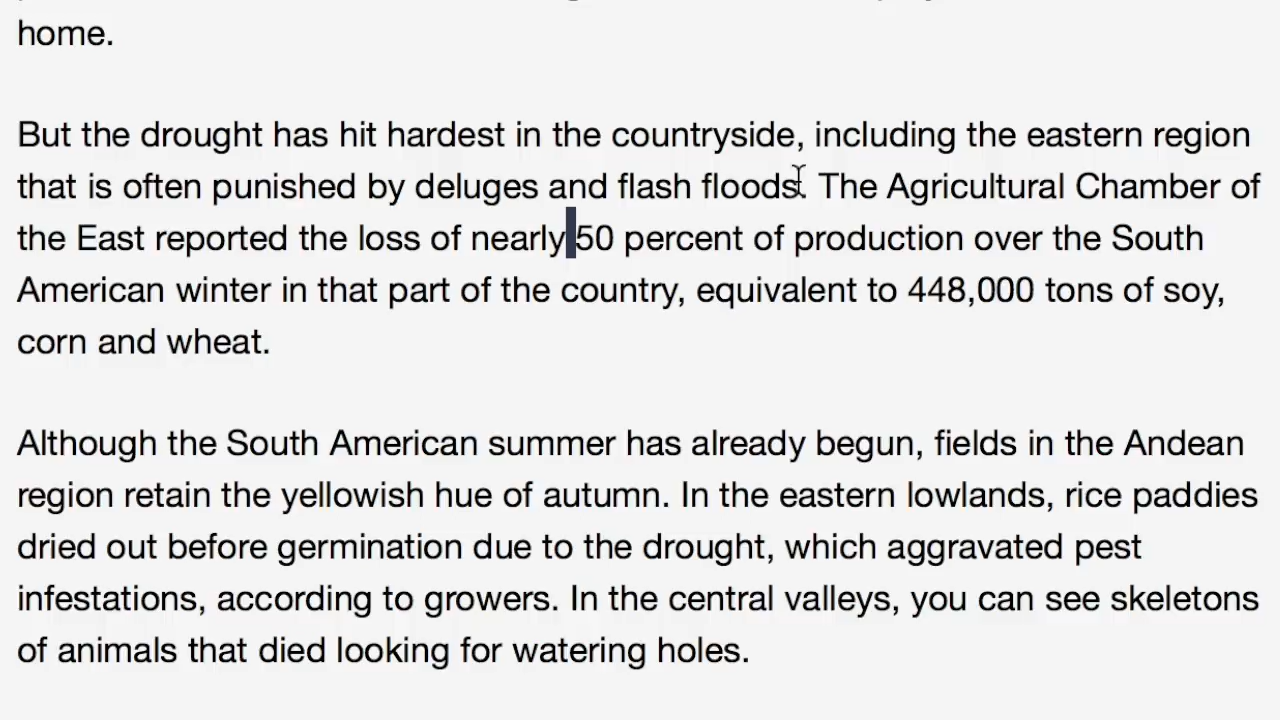 home.
But the drought has hit hardest in the countryside, including the eastern region
that is often punished by deluges and flash floods. The Agricultural Chamber of
the East reported the loss of nearly 50 percent of production over the South
American winter in that part of the country, equivalent to 448,000 tons of soy,
corn and wheat.
Although the South American summer has already begun, fields in the Andean
region retain the yellowish hue of autumn. In the eastern lowlands, rice paddies
dried out before germination due to the drought, which aggravated pest
infestations, according to growers. In the central valleys, you can see skeletons
of animals that died looking for watering holes.